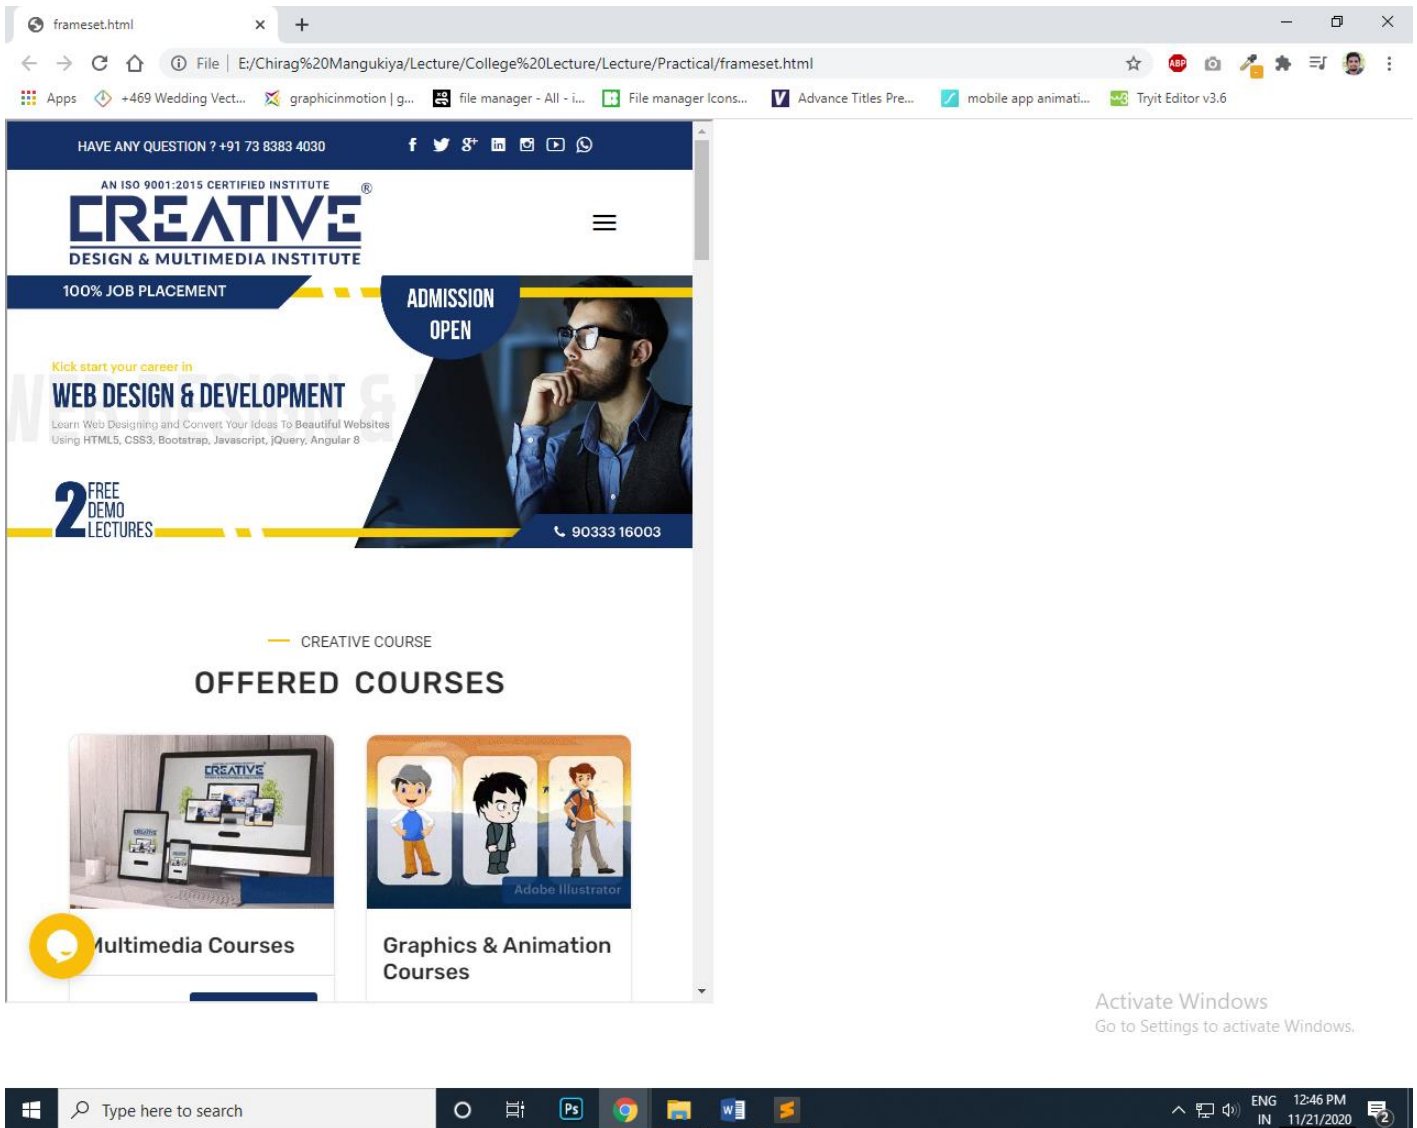 frameset.html
File | E:/Chirag%20Mangukiya/Lecture/College%20Lecture/Lecture/Practical/frameset.html
ABP
Apps +469 Wedding Vect... graphicinmotion | g... file manager - All - i... File manager Icons... Advance Titles Pre... mobile app animati... Tryit Editor v3.6
HAVE ANY QUESTION ? +91 73 8383 4030
AN ISO 9001:2015 CERTIFIED INSTITUTE
CREATIVE®
DESIGN & MULTIMEDIA INSTITUTE
100% JOB PLACEMENT
ADMISSION
OPEN
Kick start your career in
WEB DESIGN & DEVELOPMENT
Learn Web Designing and Convert Your Ideas To Beautiful Websites
Using HTML5, CSS3, Bootstrap, Javascript, jQuery, Angular 8
2 FREE
DEMO
LECTURES
90333 16003
CREATIVE COURSE
OFFERED COURSES
CREATIVE
Adobe Illustrator
Multimedia Courses
Graphics & Animation
Courses
Activate Windows
Go to Settings to activate Windows.
Type here to search
Ps
ENG
IN
12:46 PM
11/21/2020
2